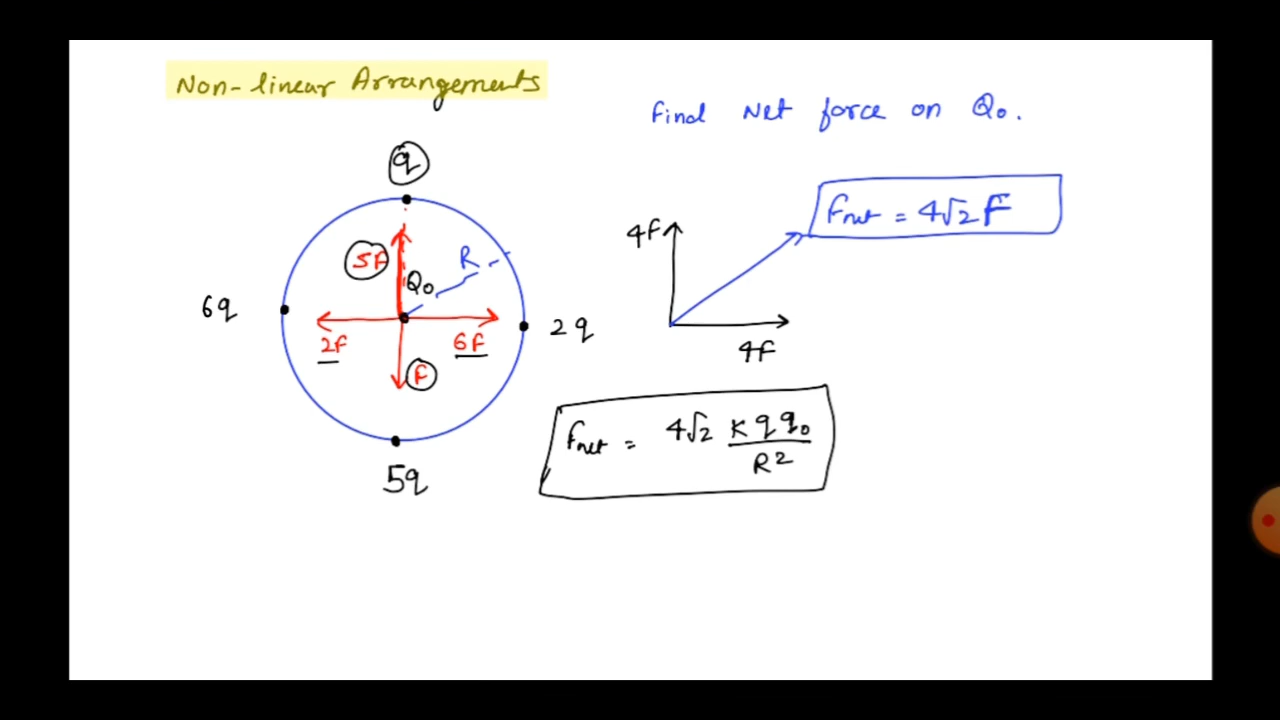 Non-linear Arrangements
Find Net force on Q₀.
q
4F
Fnet = 4√2 F
5F
R
Q₀
6q
2q
2F
6F
4F
F
Fnet = 4√2 K q q₀ / R²
5q